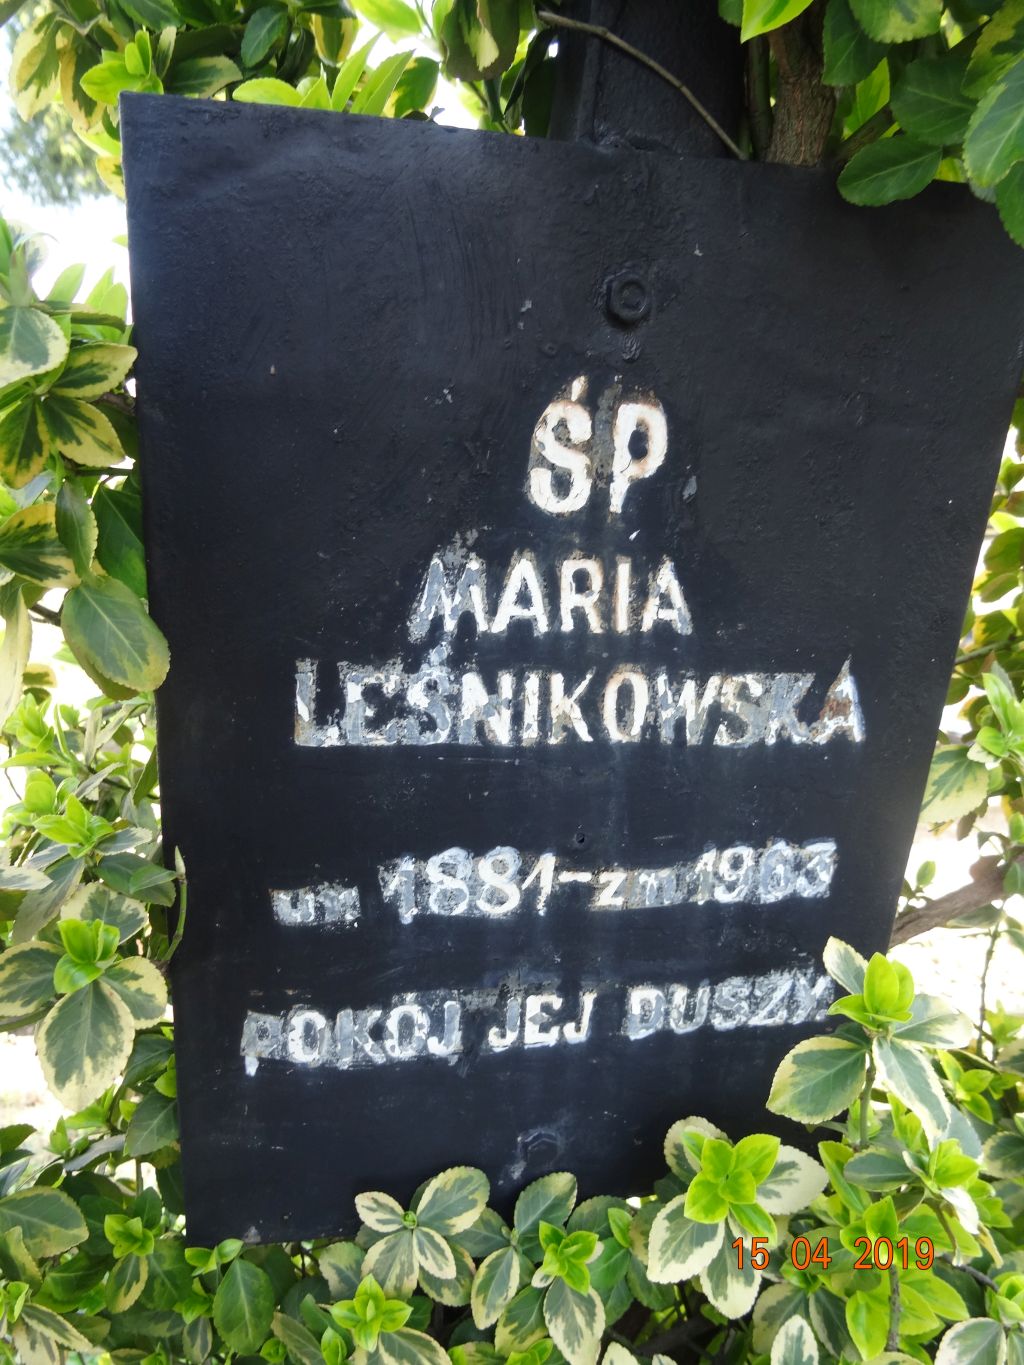 ŚP
MARIA
LEŚNIKOWSKA
ur 1881-zm 1963
POKÓJ JEJ DUSZY
15 04 2019